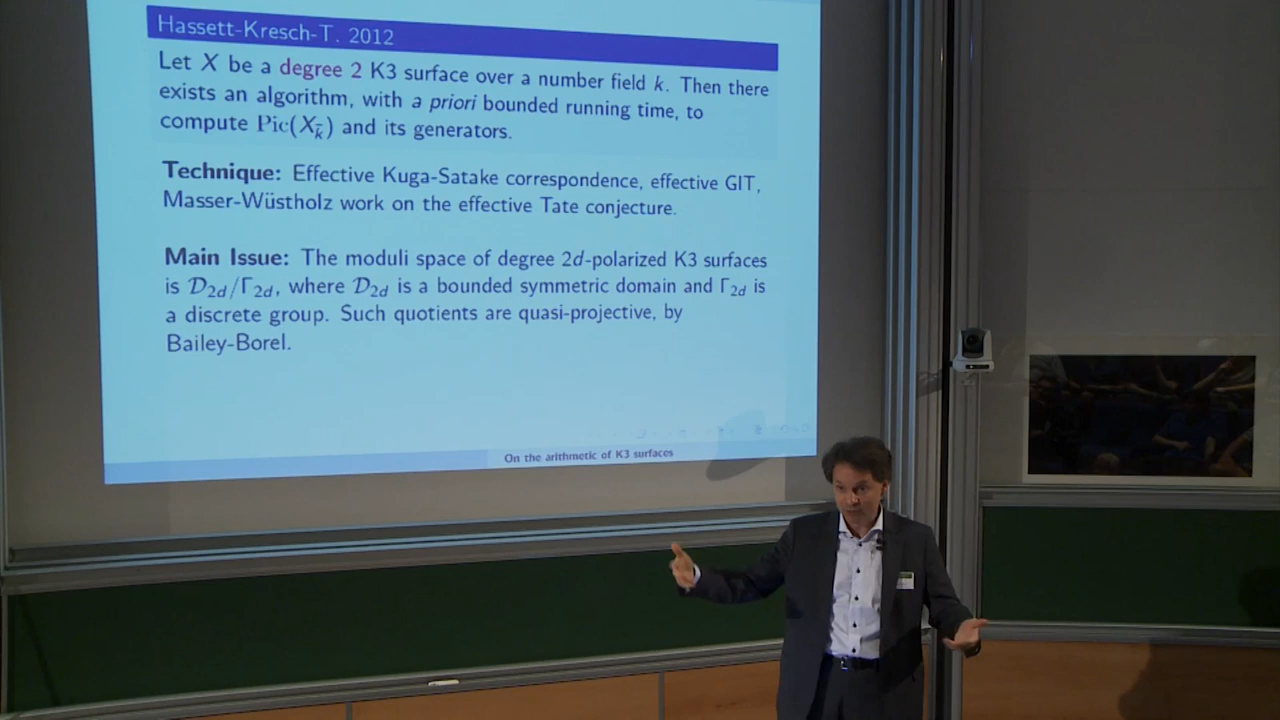 Hassett-Kresch-T. 2012
Let X be a degree 2 K3 surface over a number field k. Then there
exists an algorithm, with a priori bounded running time, to
compute Pic(X_k̄) and its generators.
Technique: Effective Kuga-Satake correspondence, effective GIT,
Masser-Wüstholz work on the effective Tate conjecture.
Main Issue: The moduli space of degree 2d-polarized K3 surfaces
is 𝒟_2d/Γ_2d, where 𝒟_2d is a bounded symmetric domain and Γ_2d is
a discrete group. Such quotients are quasi-projective, by
Bailey-Borel.
On the arithmetic of K3 surfaces